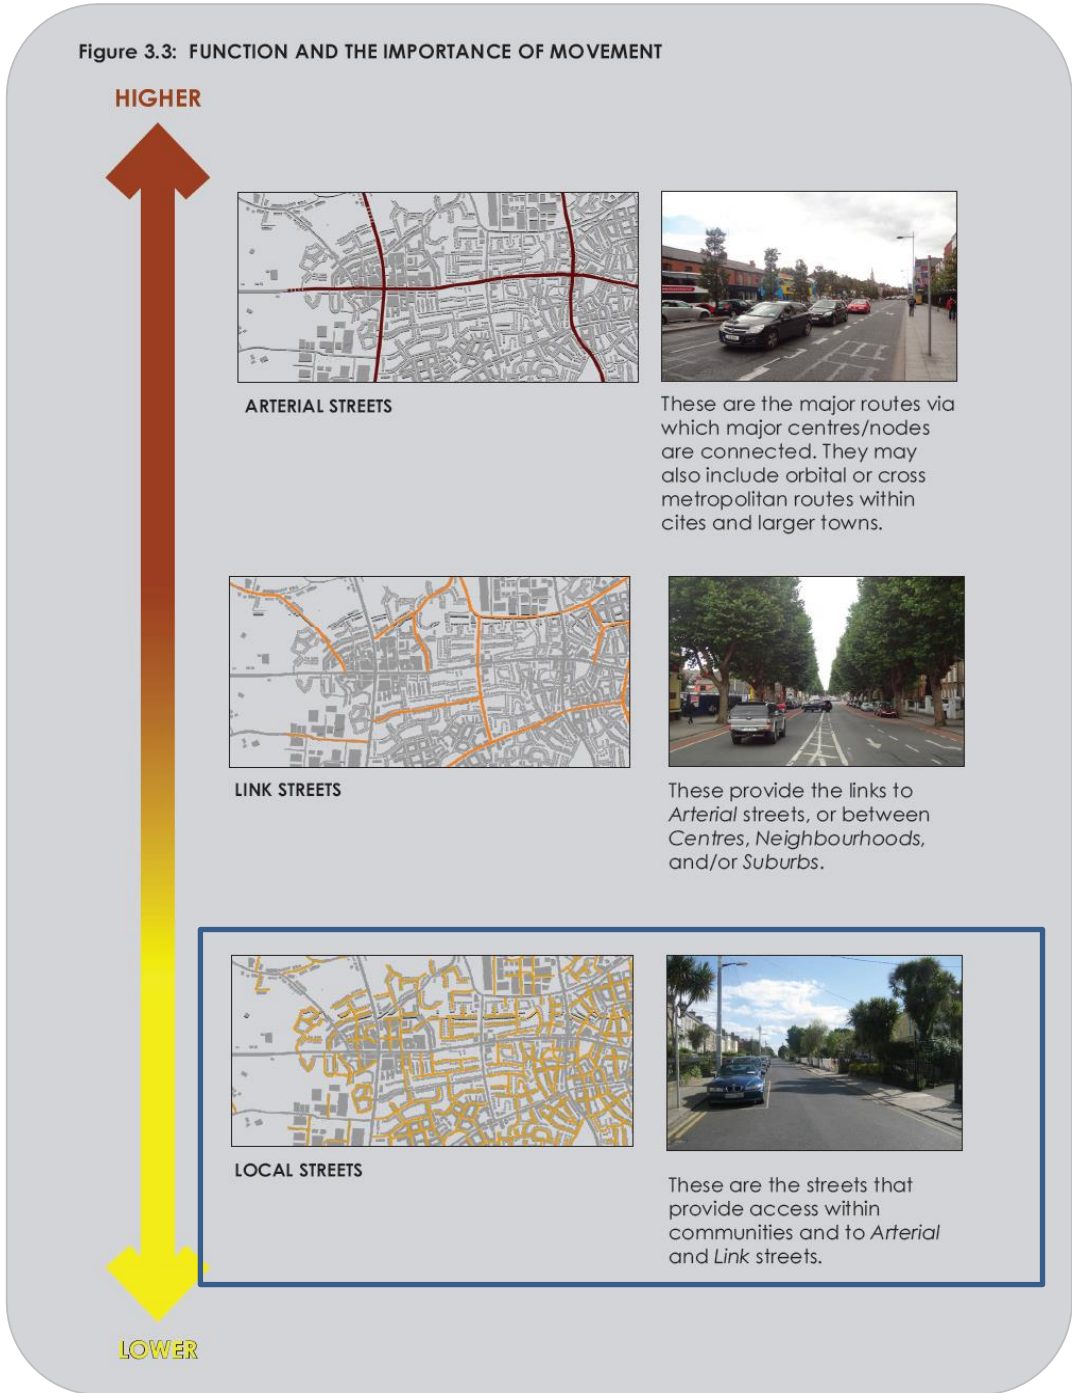 Figure 3.3: FUNCTION AND THE IMPORTANCE OF MOVEMENT
HIGHER
ARTERIAL STREETS
These are the major routes via
which major centres/nodes
are connected. They may
also include orbital or cross
metropolitan routes within
cites and larger towns.
LINK STREETS
These provide the links to
Arterial streets, or between
Centres, Neighbourhoods,
and/or Suburbs.
LOCAL STREETS
These are the streets that
provide access within
communities and to Arterial
and Link streets.
LOWER